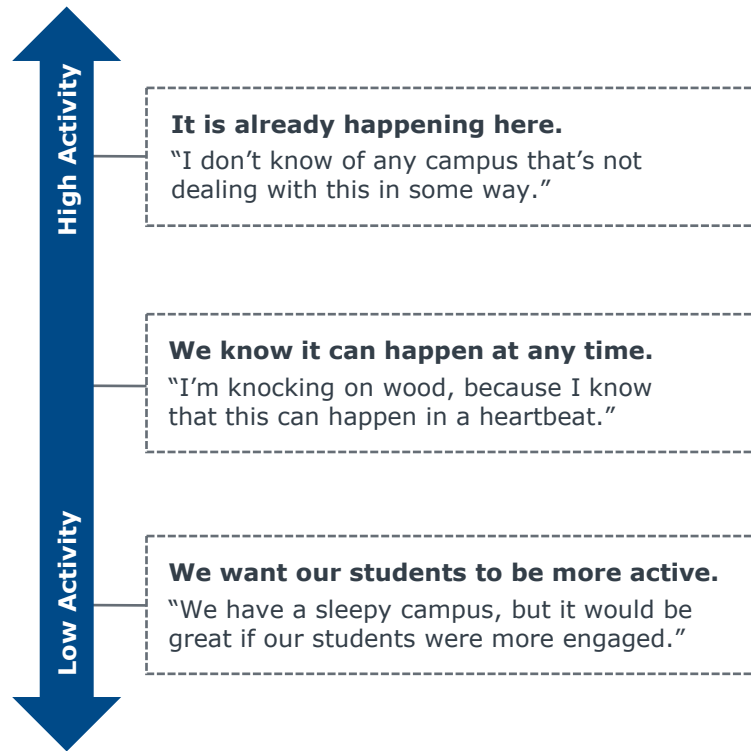 High Activity
It is already happening here.
“I don’t know of any campus that’s not
dealing with this in some way.”
We know it can happen at any time.
“I’m knocking on wood, because I know
that this can happen in a heartbeat.”
Low Activity
We want our students to be more active.
“We have a sleepy campus, but it would be
great if our students were more engaged.”